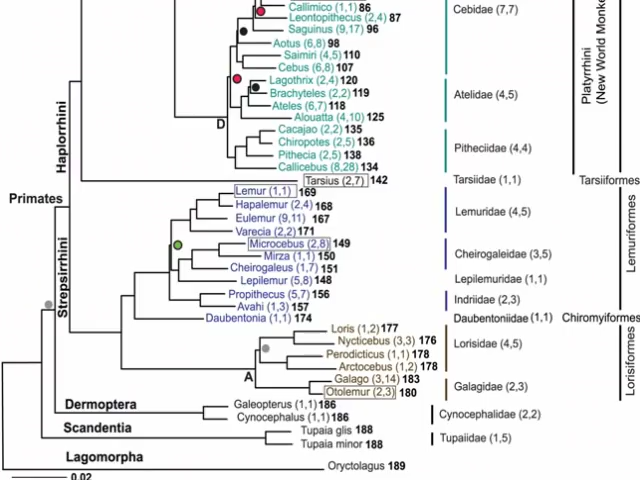 Callimico (1,1) 86
Leontopithecus (2,4) 87
Saguinus (9,17) 96
Cebidae (7,7)
Aotus (6,8) 98
Saimiri (4,5) 110
Cebus (6,8) 107
Platyrrhini
(New World Monke
Lagothrix (2,4) 120
Brachyteles (2,2) 119
Ateles (6,7) 118
Alouatta (4,10) 125
Atelidae (4,5)
D
Cacajao (2,2) 135
Chiropotes (2,5) 136
Pithecia (2,5) 138
Callicebus (8,28) 134
Pitheciidae (4,4)
Haplorrhini
Tarsius (2,7) 142
Tarsiidae (1,1)
Tarsiiformes
Primates
Lemur (1,1) 169
Hapalemur (2,4) 168
Eulemur (9,11) 167
Varecia (2,2) 171
Lemuridae (4,5)
Microcebus (2,8) 149
Mirza (1,1) 150
Cheirogaleus (1,7) 151
Cheirogaleidae (3,5)
Lepilemur (5,8) 148
Lepilemuridae (1,1)
Propithecus (5,7) 156
Avahi (1,3) 157
Indriidae (2,3)
Lemuriformes
Strepsirrhini
Daubentonia (1,1) 174
Daubentoniidae (1,1)
Chiromyiformes
Loris (1,2) 177
Nycticebus (3,3) 176
Perodicticus (1,1) 178
Arctocebus (1,2) 178
Lorisidae (4,5)
A
Galago (3,14) 183
Otolemur (2,3) 180
Galagidae (2,3)
Lorisiformes
Dermoptera
Galeopterus (1,1) 186
Cynocephalus (1,1) 186
Cynocephalidae (2,2)
Scandentia
Tupaia glis 188
Tupaia minor 188
Tupaiidae (1,5)
Lagomorpha
Oryctolagus 189
0.02